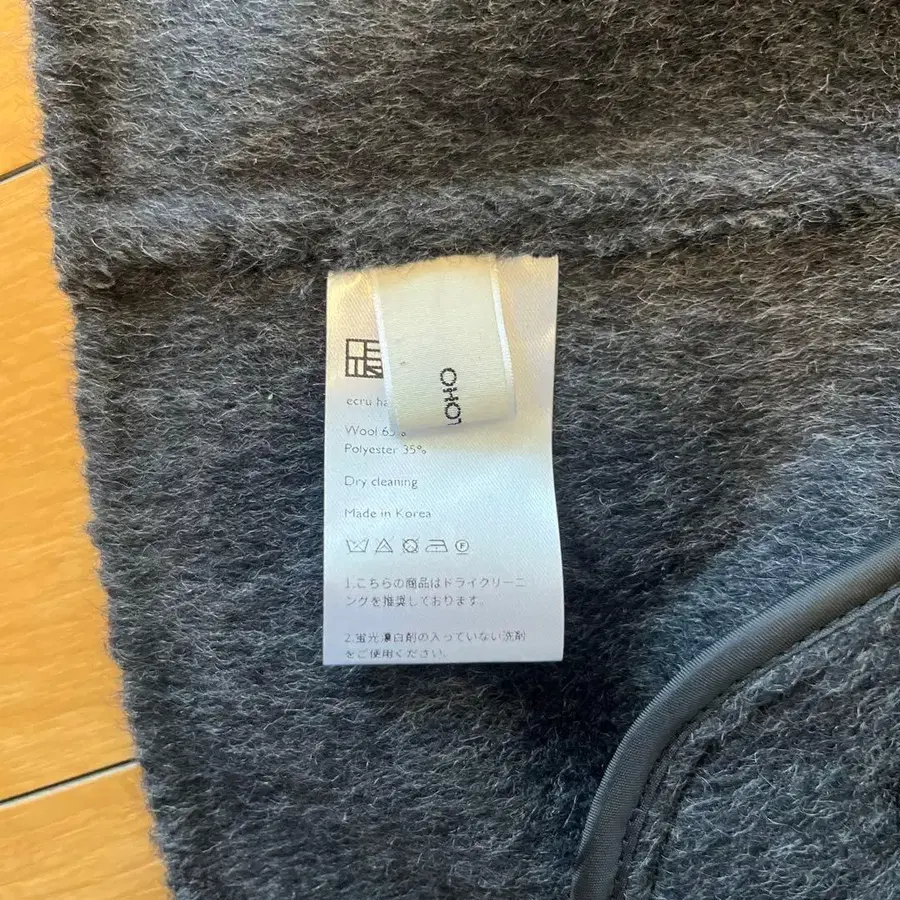 LOHO
ecru
Wool 65%
Polyester 35%
Dry cleaning
Made in Korea
F
1.こちらの商品はドライクリーニ
ングを推奨しております。
2.蛍光漂白剤の入っていない洗剤
をご使用ください。